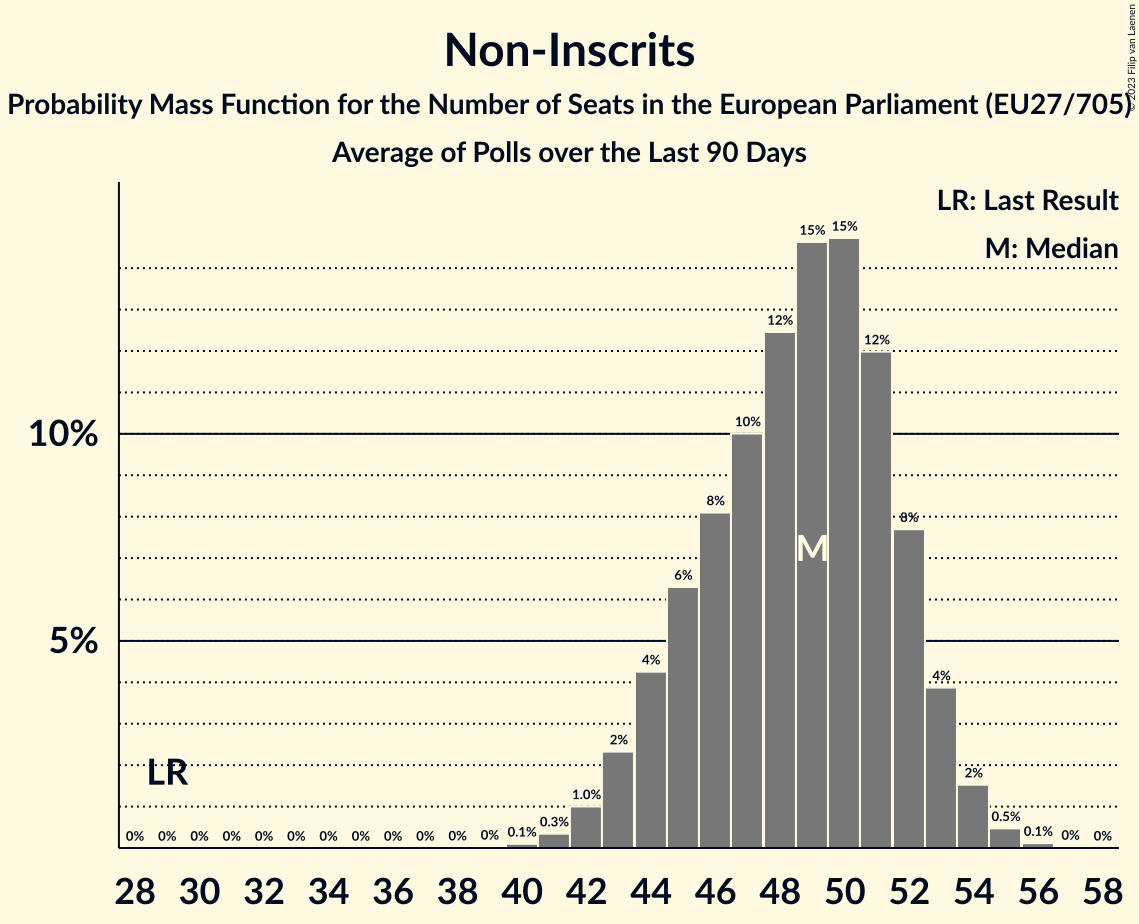 Non-Inscrits
Probability Mass Function for the Number of Seats in the European Parliament (EU27/705)
Average of Polls over the Last 90 Days
© 2023 Filip van Laenen
LR: Last Result
M: Median
15% 15%
12% 12%
10%
10%
8% 8%
M
6%
5%
4% 4%
2% 2%
LR
1.0% 0.5%
0% 0% 0% 0% 0% 0% 0% 0% 0% 0% 0% 0% 0.1% 0.3% 0.1% 0% 0%
28 30 32 34 36 38 40 42 44 46 48 50 52 54 56 58